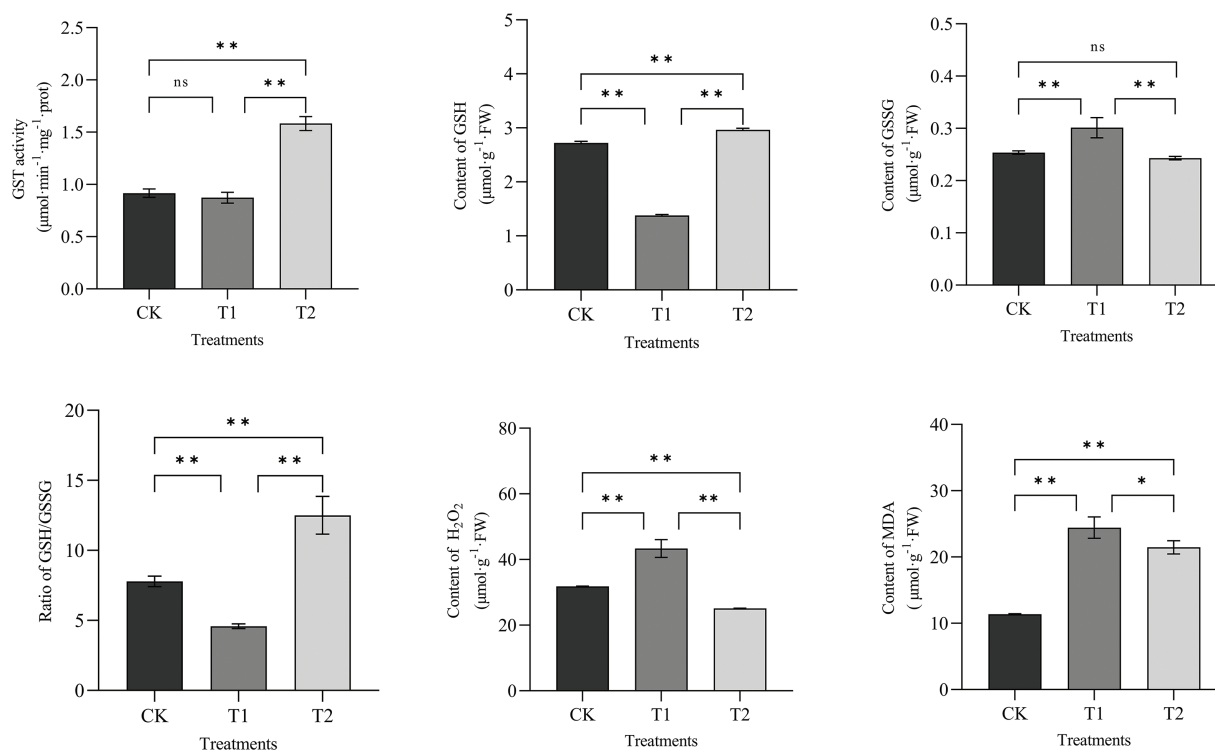 GST activity
(μmol·min⁻¹·mg⁻¹·prot)
2.5
2.0
1.5
1.0
0.5
0.0
**
ns
**
CK T1 T2
Treatments
Content of GSH
(μmol·g⁻¹·FW)
5
4
3
2
1
0
**
**
**
CK T1 T2
Treatments
Content of GSSG
(μmol·g⁻¹·FW)
0.5
0.4
0.3
0.2
0.1
0.0
ns
**
**
CK T1 T2
Treatments
Ratio of GSH/GSSG
20
15
10
5
0
**
**
**
CK T1 T2
Treatments
Content of H₂O₂
(μmol·g⁻¹·FW)
80
60
40
20
0
**
**
**
CK T1 T2
Treatments
Content of MDA
( μmol·g⁻¹·FW)
40
30
20
10
0
**
**
*
CK T1 T2
Treatments